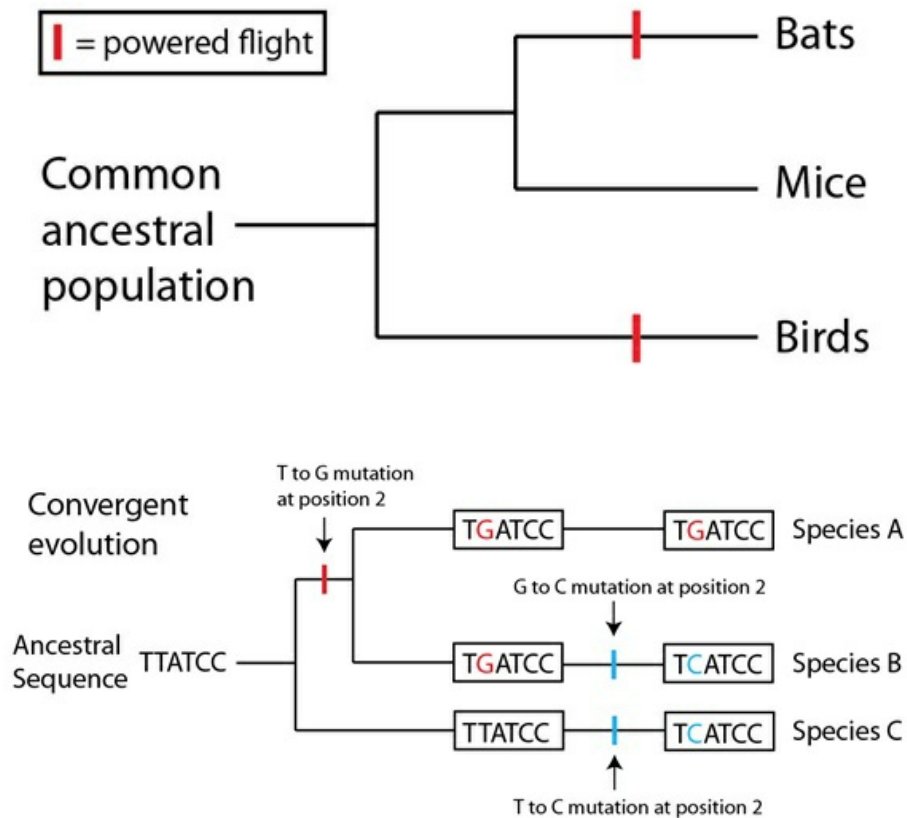 = powered flight
Bats
Common
ancestral
population
Mice
Birds
T to G mutation
at position 2
Convergent
evolution
TGATCC
TGATCC
Species A
G to C mutation at position 2
Ancestral
Sequence
TTATCC
TGATCC
TCATCC
Species B
TTATCC
TCATCC
Species C
T to C mutation at position 2